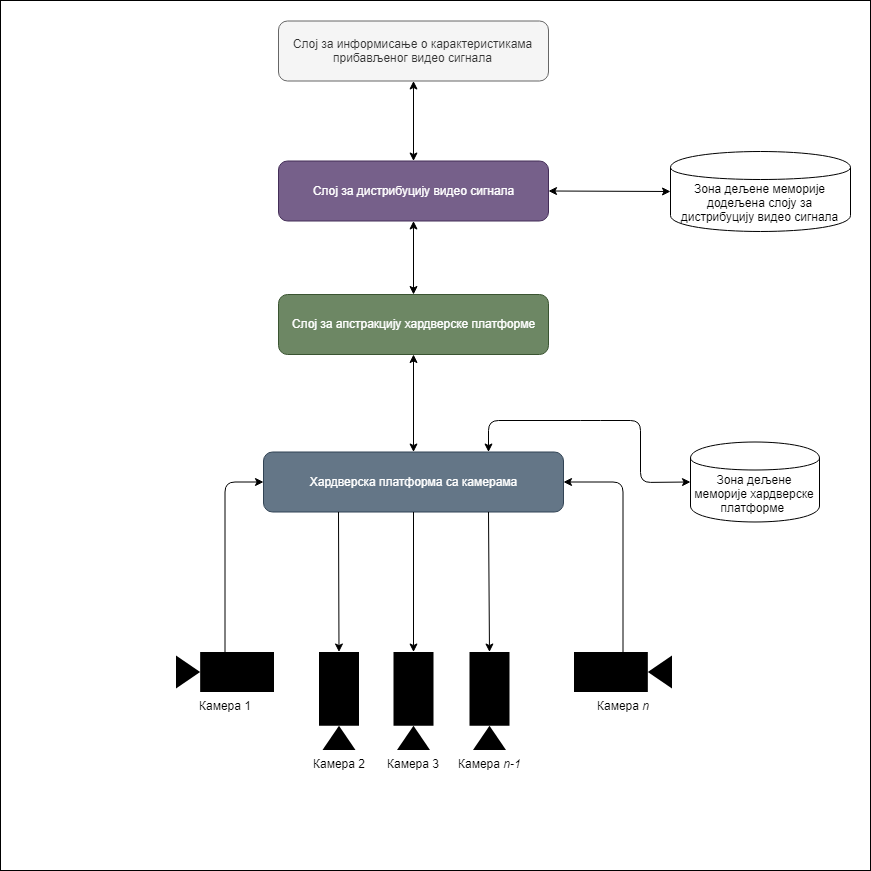 Слој за информисање о карактеристикама
прибављеног видео сигнала
Слој за дистрибуцију видео сигнала
Зона дељене меморије
додељена слоју за
дистрибуцију видео сигнала
Слој за апстракцију хардверске платформе
Хардверска платформа са камерама
Зона дељене
меморије хардверске
платформе
Камера 1
Камера n
Камера 2
Камера 3
Камера n-1